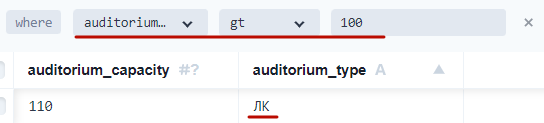 where auditorium... gt 100 ×
auditorium_capacity #? auditorium_type A
110 ЛК